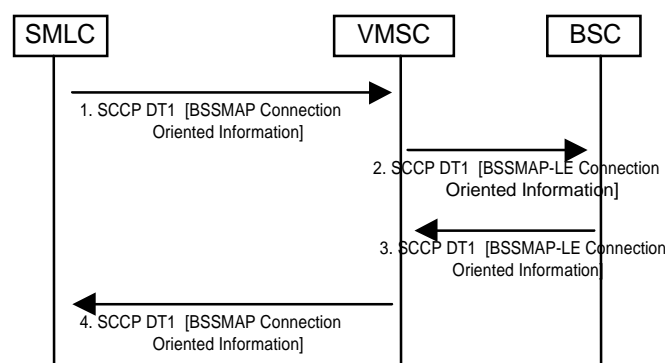 SMLC
VMSC
BSC
1. SCCP DT1 [BSSMAP Connection
Oriented Information]
2. SCCP DT1 [BSSMAP-LE Connection
Oriented Information]
3. SCCP DT1 [BSSMAP-LE Connection
Oriented Information]
4. SCCP DT1 [BSSMAP Connection
Oriented Information]